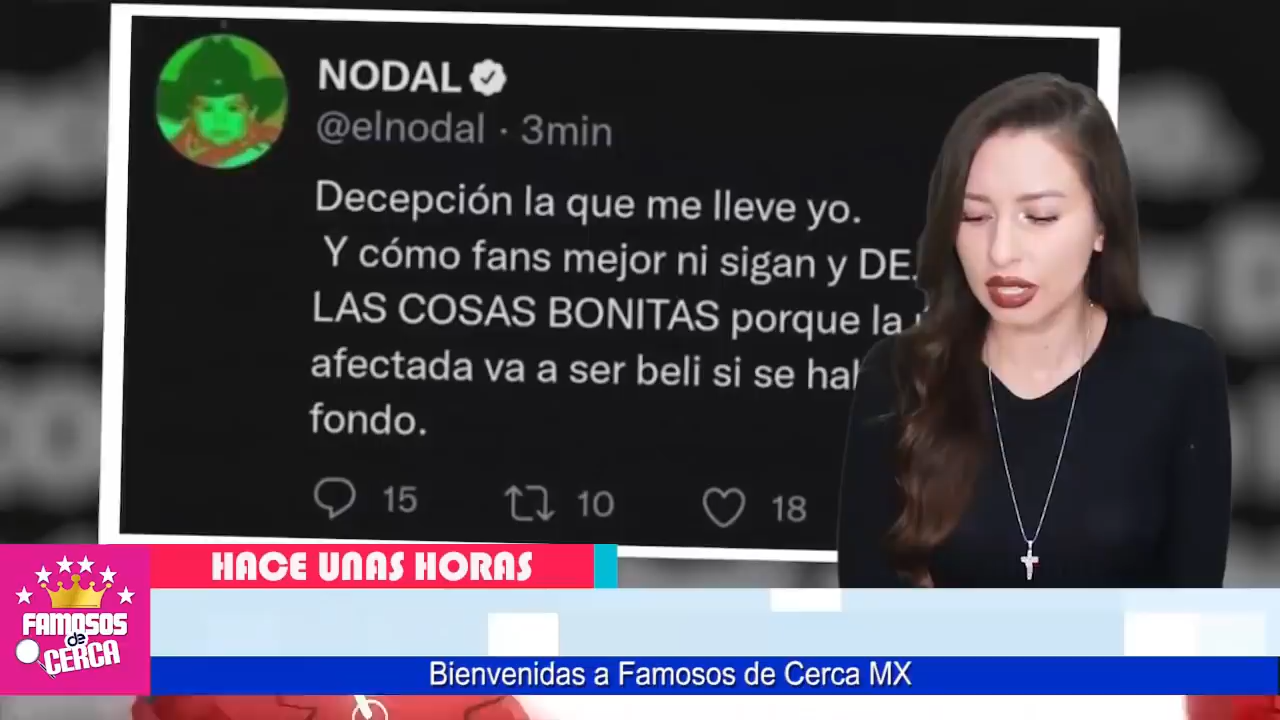 NODAL
@elnodal · 3min
Decepción la que me lleve yo.
Y cómo fans mejor ni sigan y
LAS COSAS BONITAS porque la
afectada va a ser beli si se
fondo.
15 10 18
HACE UNAS HORAS
FAMOSOS
de
CERCA
Bienvenidas a Famosos de Cerca MX